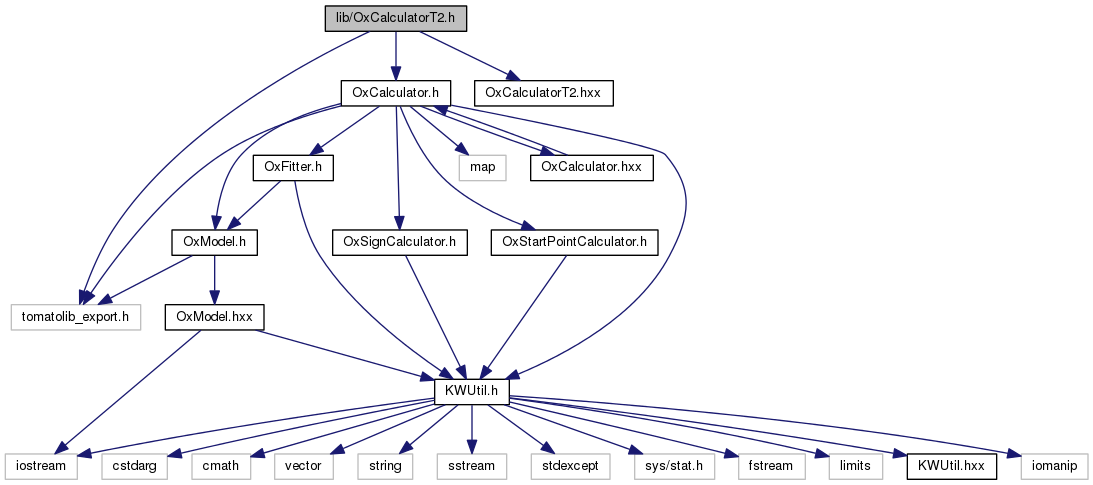 lib/OxCalculatorT2.h
OxCalculator.h
OxCalculatorT2.hxx
OxFitter.h
map
OxCalculator.hxx
OxModel.h
OxSignCalculator.h
OxStartPointCalculator.h
tomatolib_export.h
OxModel.hxx
KWUtil.h
iostream
cstdarg
cmath
vector
string
sstream
stdexcept
sys/stat.h
fstream
limits
KWUtil.hxx
iomanip